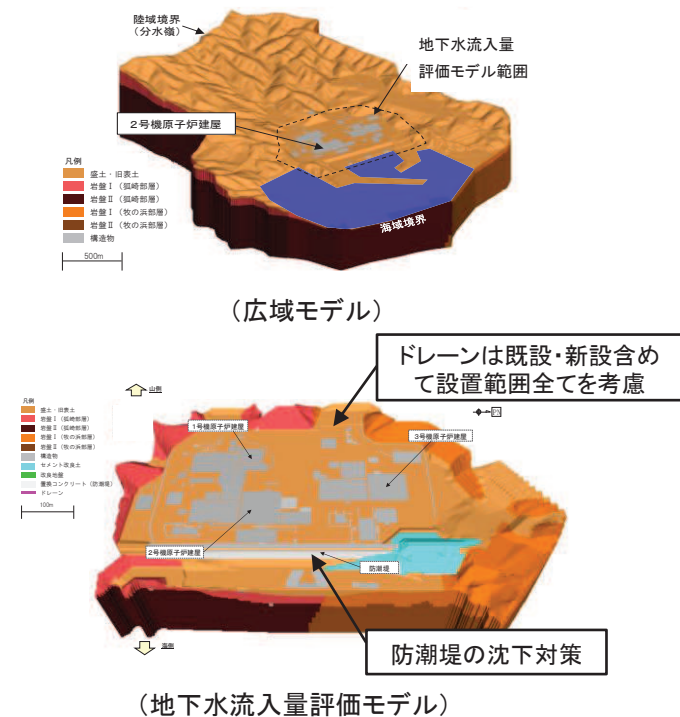 陸域境界
(分水嶺)
地下水流入量
評価モデル範囲
2号機原子炉建屋
凡例
盛土・旧表土
岩盤Ⅰ(狐崎部層)
岩盤Ⅱ(狐崎部層)
岩盤Ⅰ(牧の浜部層)
岩盤Ⅱ(牧の浜部層)
構造物
500m
海域境界
(広域モデル)
ドレーンは既設・新設含め
て設置範囲全てを考慮
山側
凡例
盛土・旧表土
岩盤Ⅰ(狐崎部層)
岩盤Ⅱ(狐崎部層)
岩盤Ⅰ(牧の浜部層)
岩盤Ⅱ(牧の浜部層)
構造物
セメント改良土
改良地盤
置換コンクリート(防潮堤)
ドレーン
100m
1号機原子炉建屋
3号機原子炉建屋
2号機原子炉建屋
防潮堤
海側
防潮堤の沈下対策
(地下水流入量評価モデル)